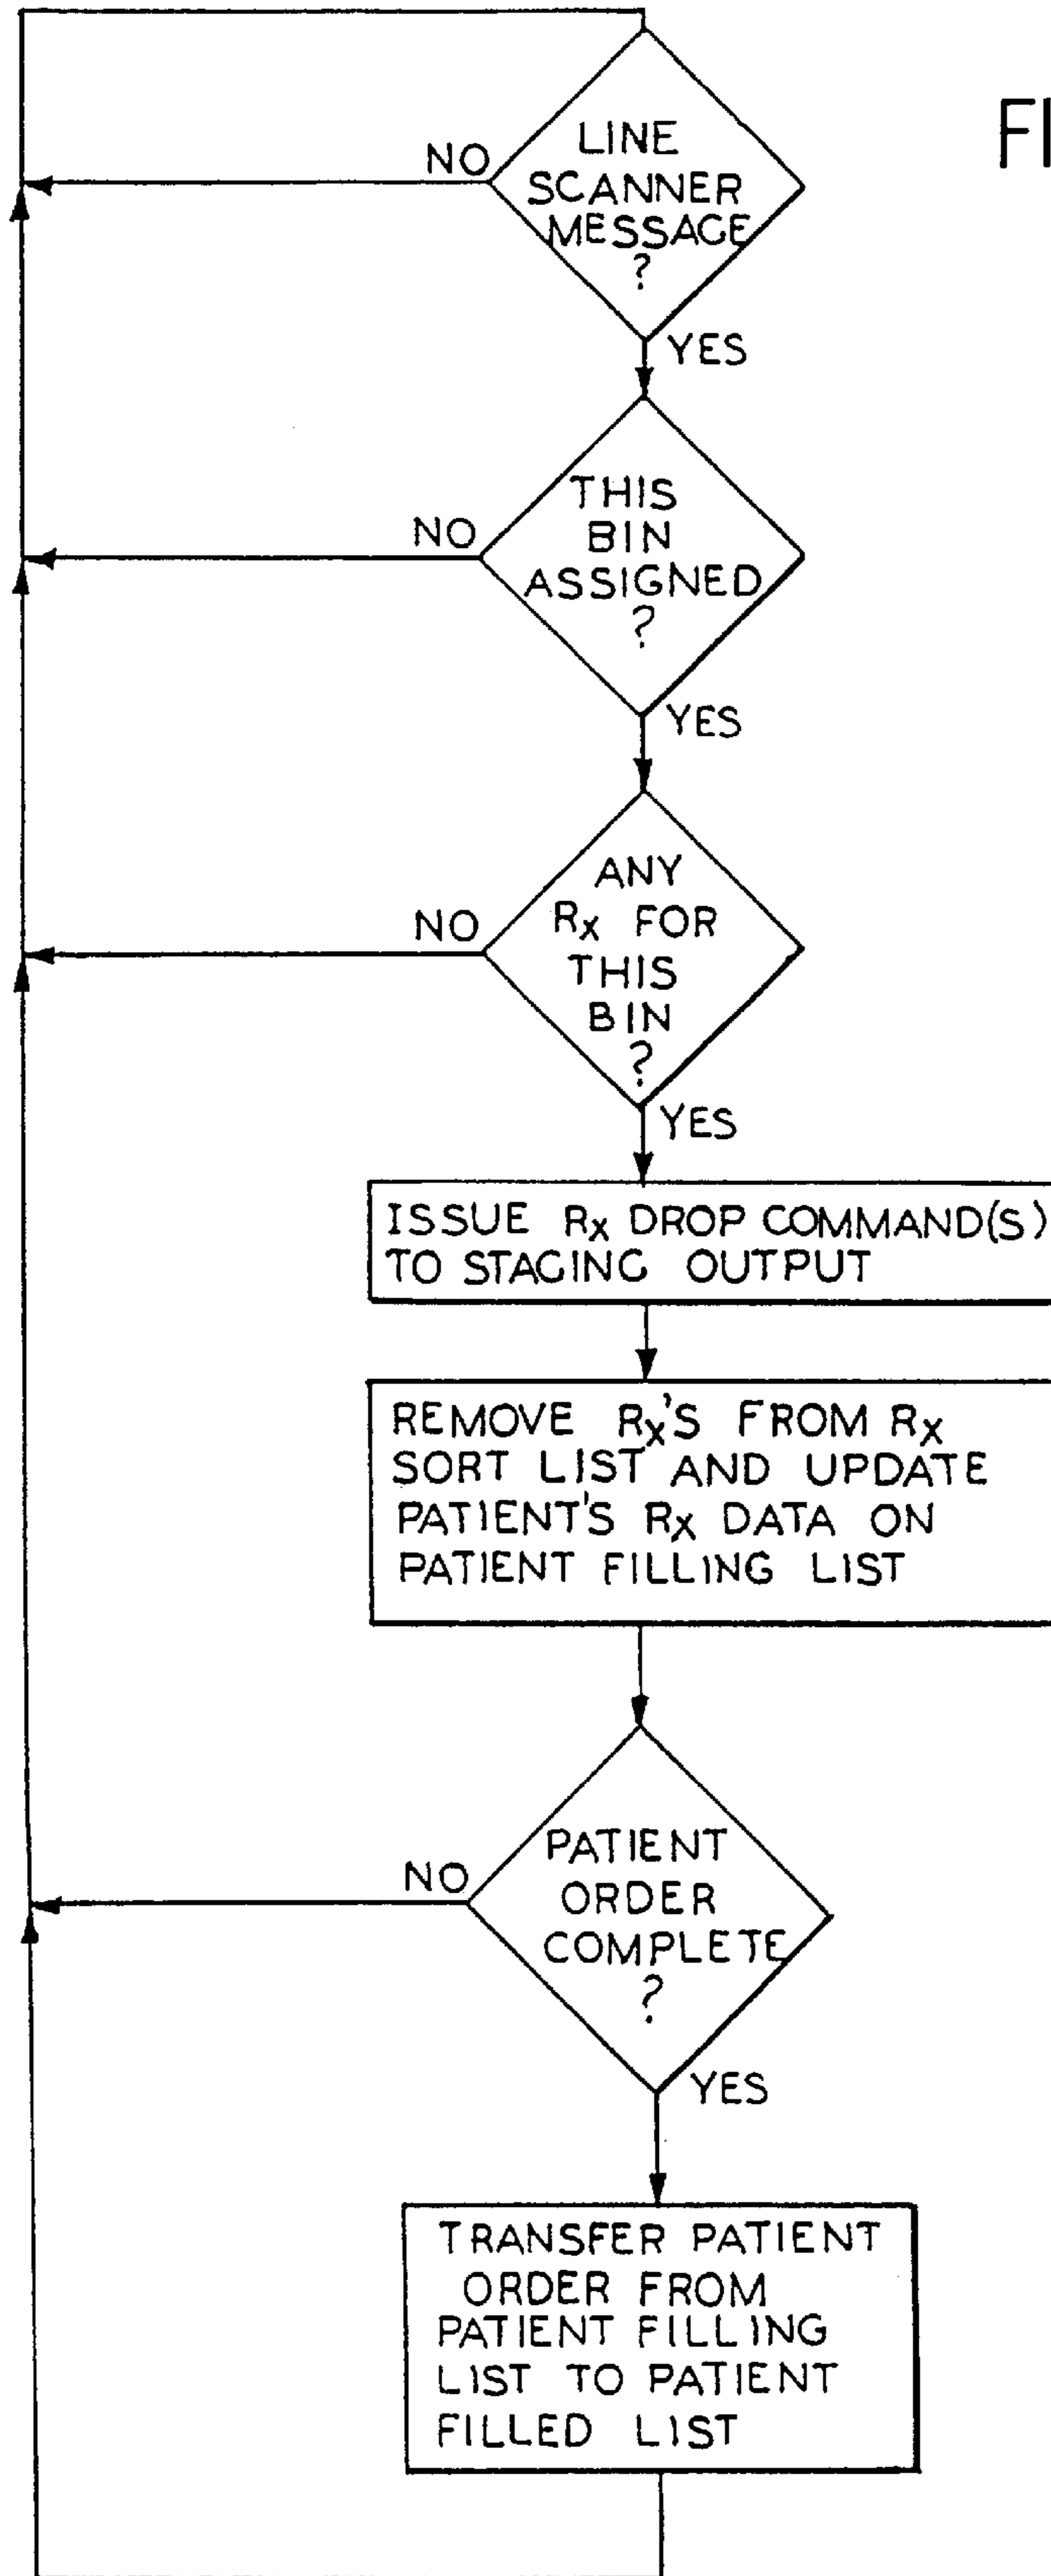 FI
LINE
SCANNER
MESSAGE
?
NO
YES
THIS
BIN
ASSIGNED
?
NO
YES
ANY
Rx FOR
THIS
BIN
?
NO
YES
ISSUE Rx DROP COMMAND(S)
TO STAGING OUTPUT
REMOVE Rx'S FROM Rx
SORT LIST AND UPDATE
PATIENT'S Rx DATA ON
PATIENT FILLING LIST
PATIENT
ORDER
COMPLETE
?
NO
YES
TRANSFER PATIENT
ORDER FROM
PATIENT FILLING
LIST TO PATIENT
FILLED LIST